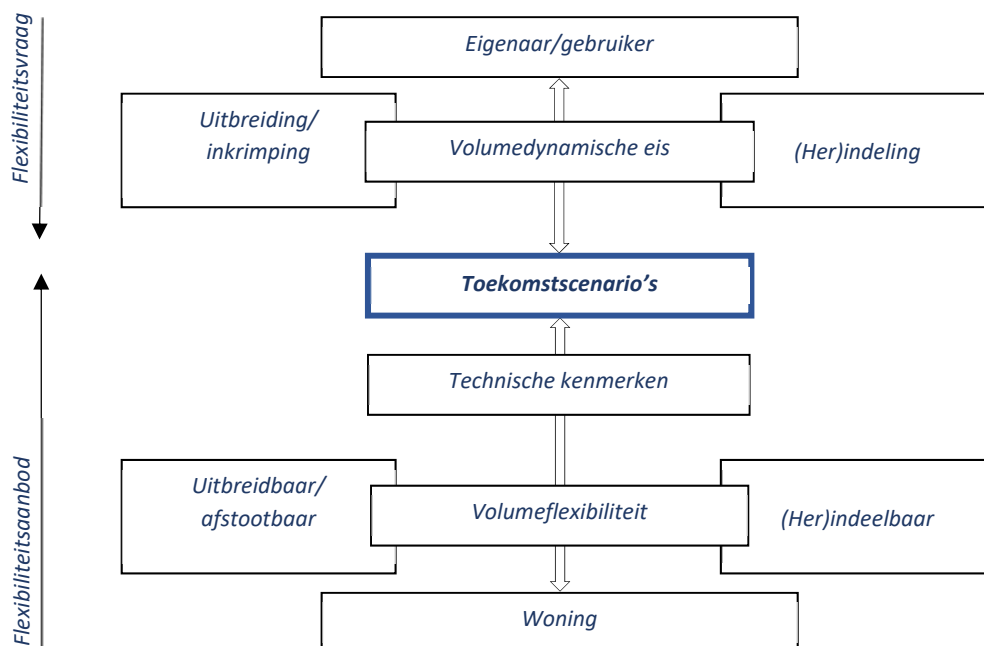 Flexibiliteitsvraag
Eigenaar/gebruiker
Uitbreiding/
inkrimping
Volumedynamische eis
(Her)indeling
Toekomstscenario's
Technische kenmerken
Flexibiliteitsaanbod
Uitbreidbaar/
afstootbaar
Volumeflexibiliteit
(Her)indeelbaar
Woning